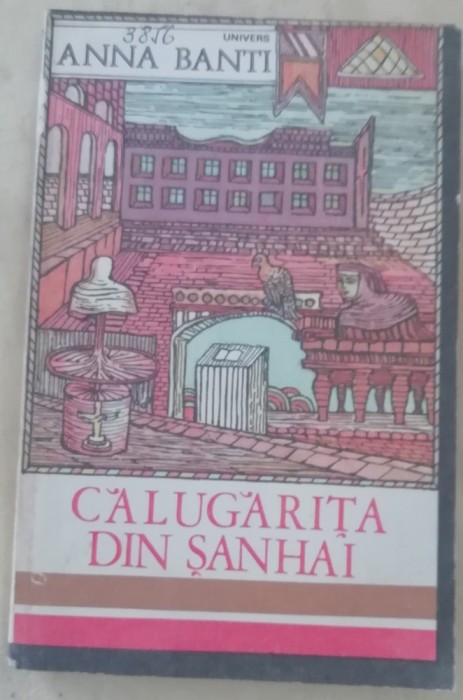 3856
UNIVERS
ANNA BANTI
CĂLUGĂRIȚA
DIN ȘANHAI